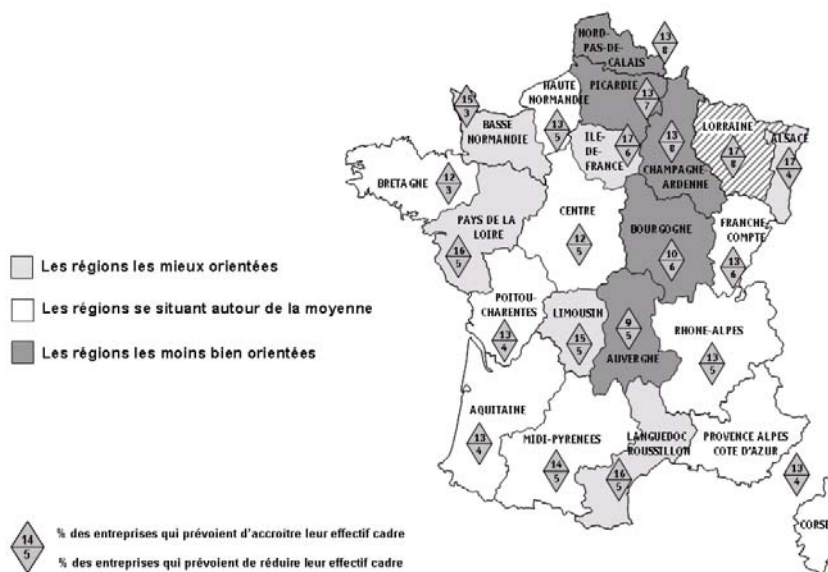 NORD-
PAS-DE-
CALAIS
13
8
PICARDIE
13
7
HAUTE
NORMANDIE
13
5
15
3
BASSE
NORMANDIE
ILE-
DE-
FRANCE
17
6
13
8
CHAMPAGNE
ARDENNE
LORRAINE
17
8
ALSACE
17
4
BRETAGNE
12
3
PAYS DE LA
LOIRE
16
5
CENTRE
12
5
BOURGOGNE
10
6
FRANCHE
COMPTE
13
6
Les régions les mieux orientées
Les régions se situant autour de la moyenne
Les régions les moins bien orientées
POITOU-
CHARENTES
13
4
LIMOUSIN
15
5
9
5
AUVERGNE
RHONE-ALPES
13
5
AQUITAINE
13
4
MIDI-PYRENEES
14
5
LANGUEDOC
ROUSSILLON
16
5
PROVENCE ALPES
COTE D'AZUR
13
4
CORSE
14
5
% des entreprises qui prévoient d'accroître leur effectif cadre
% des entreprises qui prévoient de réduire leur effectif cadre